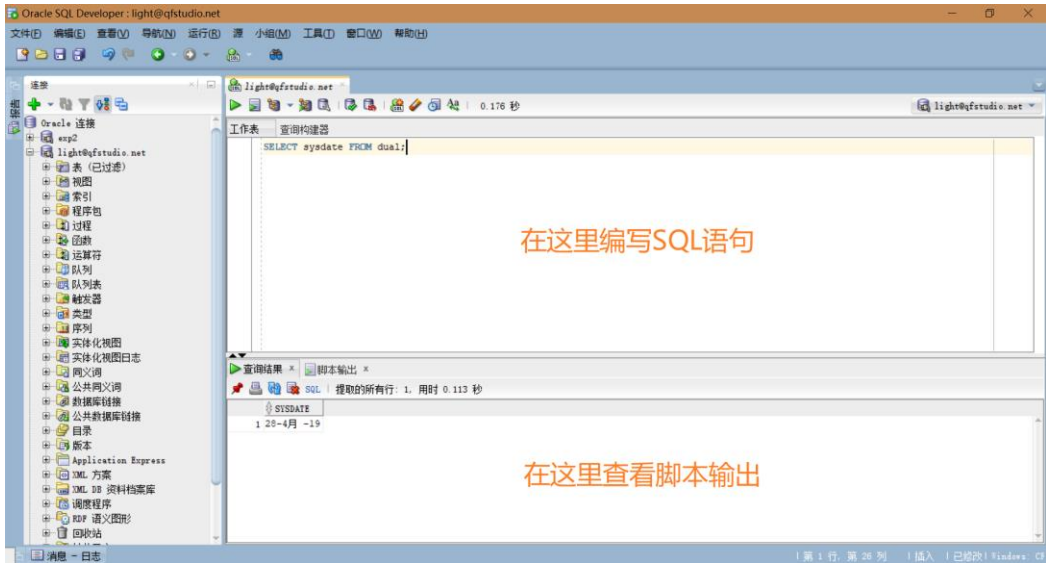 Oracle SQL Developer : light@qfstudio.net
文件(F) 编辑(E) 查看(V) 导航(N) 运行(R) 源 小组(M) 工具(T) 窗口(W) 帮助(H)
连接
light@qfstudio.net
0.176 秒
light@qfstudio.net
工作表 查询构建器
SELECT sysdate FROM dual;
在这里编写SQL语句
Oracle 连接
exp2
light@qfstudio.net
表 (已过滤)
视图
索引
程序包
过程
函数
运算符
队列
队列表
触发器
类型
序列
实体化视图
实体化视图日志
同义词
公共同义词
数据库链接
公共数据库链接
目录
版本
Application Express
XML 方案
XML DB 资料档案库
调度程序
RDF 语义图形
回收站
查询结果 脚本输出
SQL | 提取的所有行: 1, 用时 0.113 秒
SYSDATE
1 28-4月 -19
在这里查看脚本输出
消息 - 日志
第 1 行, 第 26 列 | 插入 | 已修改 | Windows: CR